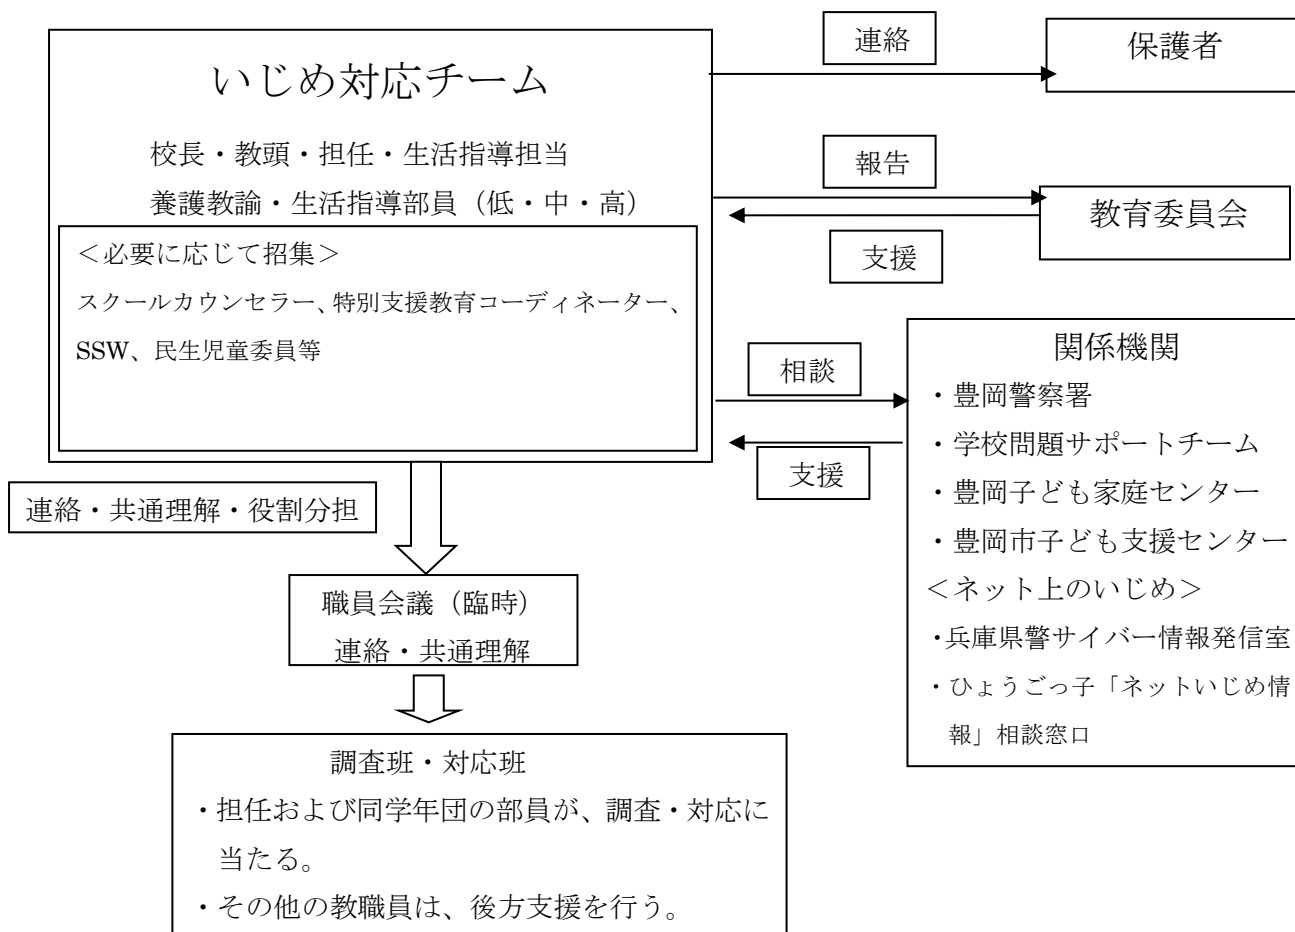 いじめ対応チーム
校長・教頭・担任・生活指導担当
養護教諭・生活指導部員（低・中・高）
＜必要に応じて招集＞
スクールカウンセラー、特別支援教育コーディネーター、
SSW、民生児童委員等
連絡
保護者
報告
教育委員会
支援
相談
支援
関係機関
・豊岡警察署
・学校問題サポートチーム
・豊岡子ども家庭センター
・豊岡市子ども支援センター
＜ネット上のいじめ＞
・兵庫県警サイバー情報発信室
・ひょうごっ子「ネットいじめ情
報」相談窓口
連絡・共通理解・役割分担
職員会議（臨時）
連絡・共通理解
調査班・対応班
・担任および同学年団の部員が、調査・対応に
当たる。
・その他の教職員は、後方支援を行う。